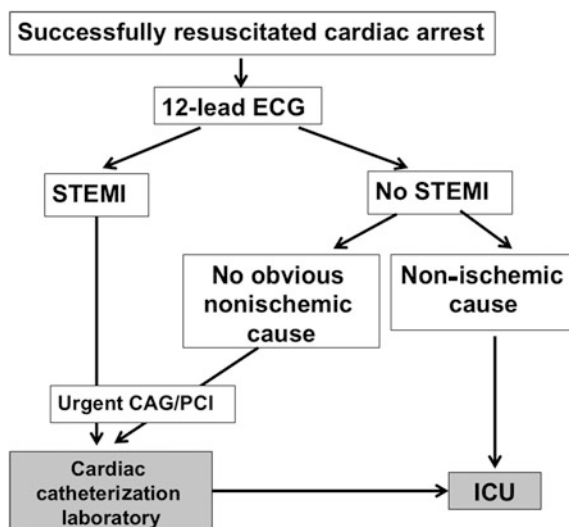 Successfully resuscitated cardiac arrest
12-lead ECG
STEMI
No STEMI
No obvious
nonischemic
cause
Non-ischemic
cause
Urgent CAG/PCI
Cardiac
catheterization
laboratory
ICU